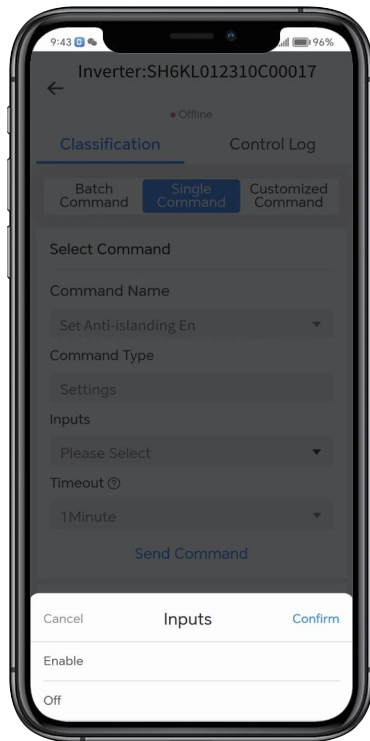 9:43
96%
Inverter:SH6KL012310C00017
Offline
Classification
Control Log
Batch Command
Single Command
Customized Command
Select Command
Command Name
Set Anti-islanding En
Command Type
Settings
Inputs
Please Select
Timeout ?
1Minute
Send Command
Cancel
Inputs
Confirm
Enable
Off